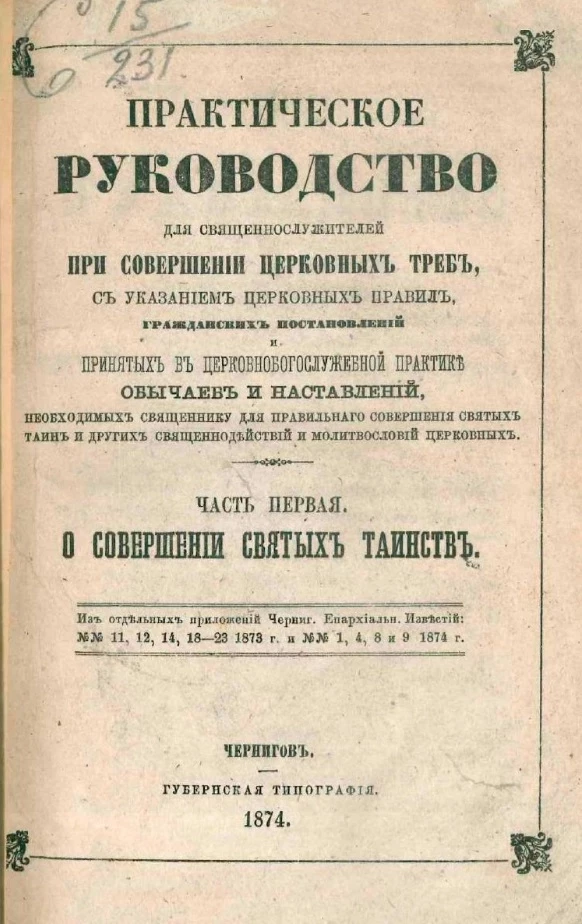 15
231
ПРАКТИЧЕСКОЕ
РУКОВОДСТВО
ДЛЯ СВЯЩЕННОСЛУЖИТЕЛЕЙ
ПРИ СОВЕРШЕНІИ ЦЕРКОВНЫХЪ ТРЕБЪ,
СЪ УКАЗАНІЕМЪ ЦЕРКОВНЫХЪ ПРАВИЛЪ,
ГРАЖДАНСКИХЪ ПОСТАНОВЛЕНІЙ
И
ПРИНЯТЫХЪ ВЪ ЦЕРКОВНОБОГОСЛУЖЕБНОЙ ПРАКТИКѢ
ОБЫЧАЕВЪ И НАСТАВЛЕНІЙ,
НЕОБХОДИМЫХЪ СВЯЩЕННИКУ ДЛЯ ПРАВИЛЬНАГО СОВЕРШЕНІЯ СВЯТЫХЪ
ТАИНЪ И ДРУГИХЪ СВЯЩЕННОДѢЙСТВІЙ И МОЛИТВОСЛОВІЙ ЦЕРКОВНЫХЪ.
ЧАСТЬ ПЕРВАЯ.
О СОВЕРШЕНІИ СВЯТЫХЪ ТАИНСТВЪ.
Изъ отдѣльныхъ приложеній Черниг. Епархіальн. Извѣстій:
№№ 11, 12, 14, 18—23 1873 г. и №№ 1, 4, 8 и 9 1874 г.
ЧЕРНИГОВЪ.
ГУБЕРНСКАЯ ТИПОГРАФІЯ.
1874.